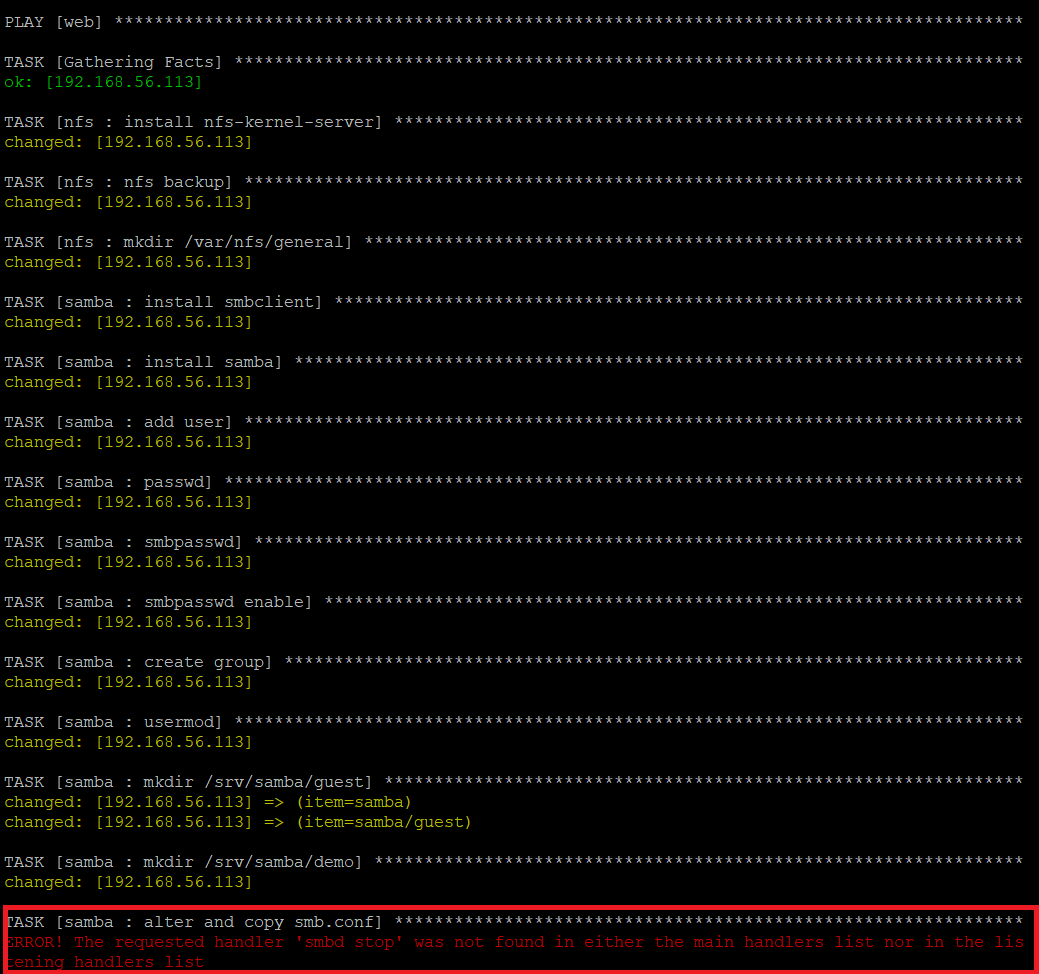 PLAY [web] *******************************************************************************************
TASK [Gathering Facts] *******************************************************************************
ok: [192.168.56.113]
TASK [nfs : install nfs-kernel-server] ***************************************************************
changed: [192.168.56.113]
TASK [nfs : nfs backup] ******************************************************************************
changed: [192.168.56.113]
TASK [nfs : mkdir /var/nfs/general] ******************************************************************
changed: [192.168.56.113]
TASK [samba : install smbclient] *********************************************************************
changed: [192.168.56.113]
TASK [samba : install samba] *************************************************************************
changed: [192.168.56.113]
TASK [samba : add user] ******************************************************************************
changed: [192.168.56.113]
TASK [samba : passwd] ********************************************************************************
changed: [192.168.56.113]
TASK [samba : smbpasswd] *****************************************************************************
changed: [192.168.56.113]
TASK [samba : smbpasswd enable] **********************************************************************
changed: [192.168.56.113]
TASK [samba : create group] **************************************************************************
changed: [192.168.56.113]
TASK [samba : usermod] *******************************************************************************
changed: [192.168.56.113]
TASK [samba : mkdir /srv/samba/guest] ****************************************************************
changed: [192.168.56.113] => (item=samba)
changed: [192.168.56.113] => (item=samba/guest)
TASK [samba : mkdir /srv/samba/demo] *****************************************************************
changed: [192.168.56.113]
TASK [samba : alter and copy smb.conf] ***************************************************************
ERROR! The requested handler 'smbd stop' was not found in either the main handlers list nor in the lis
tening handlers list